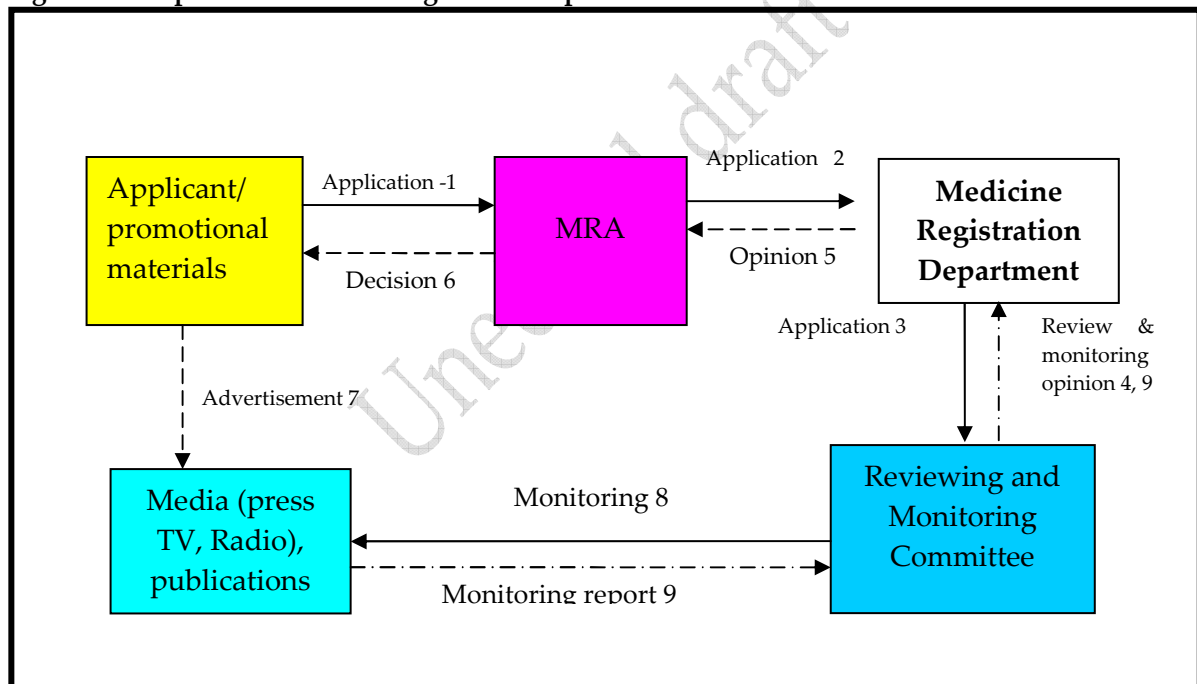 Applicant/
promotional
materials
Application -1
Decision 6
MRA
Application 2
Opinion 5
Medicine
Registration
Department
Application 3
Review &
monitoring
opinion 4, 9
Advertisement 7
Media (press
TV, Radio),
publications
Monitoring 8
Monitoring report 9
Reviewing and
Monitoring
Committee
draft